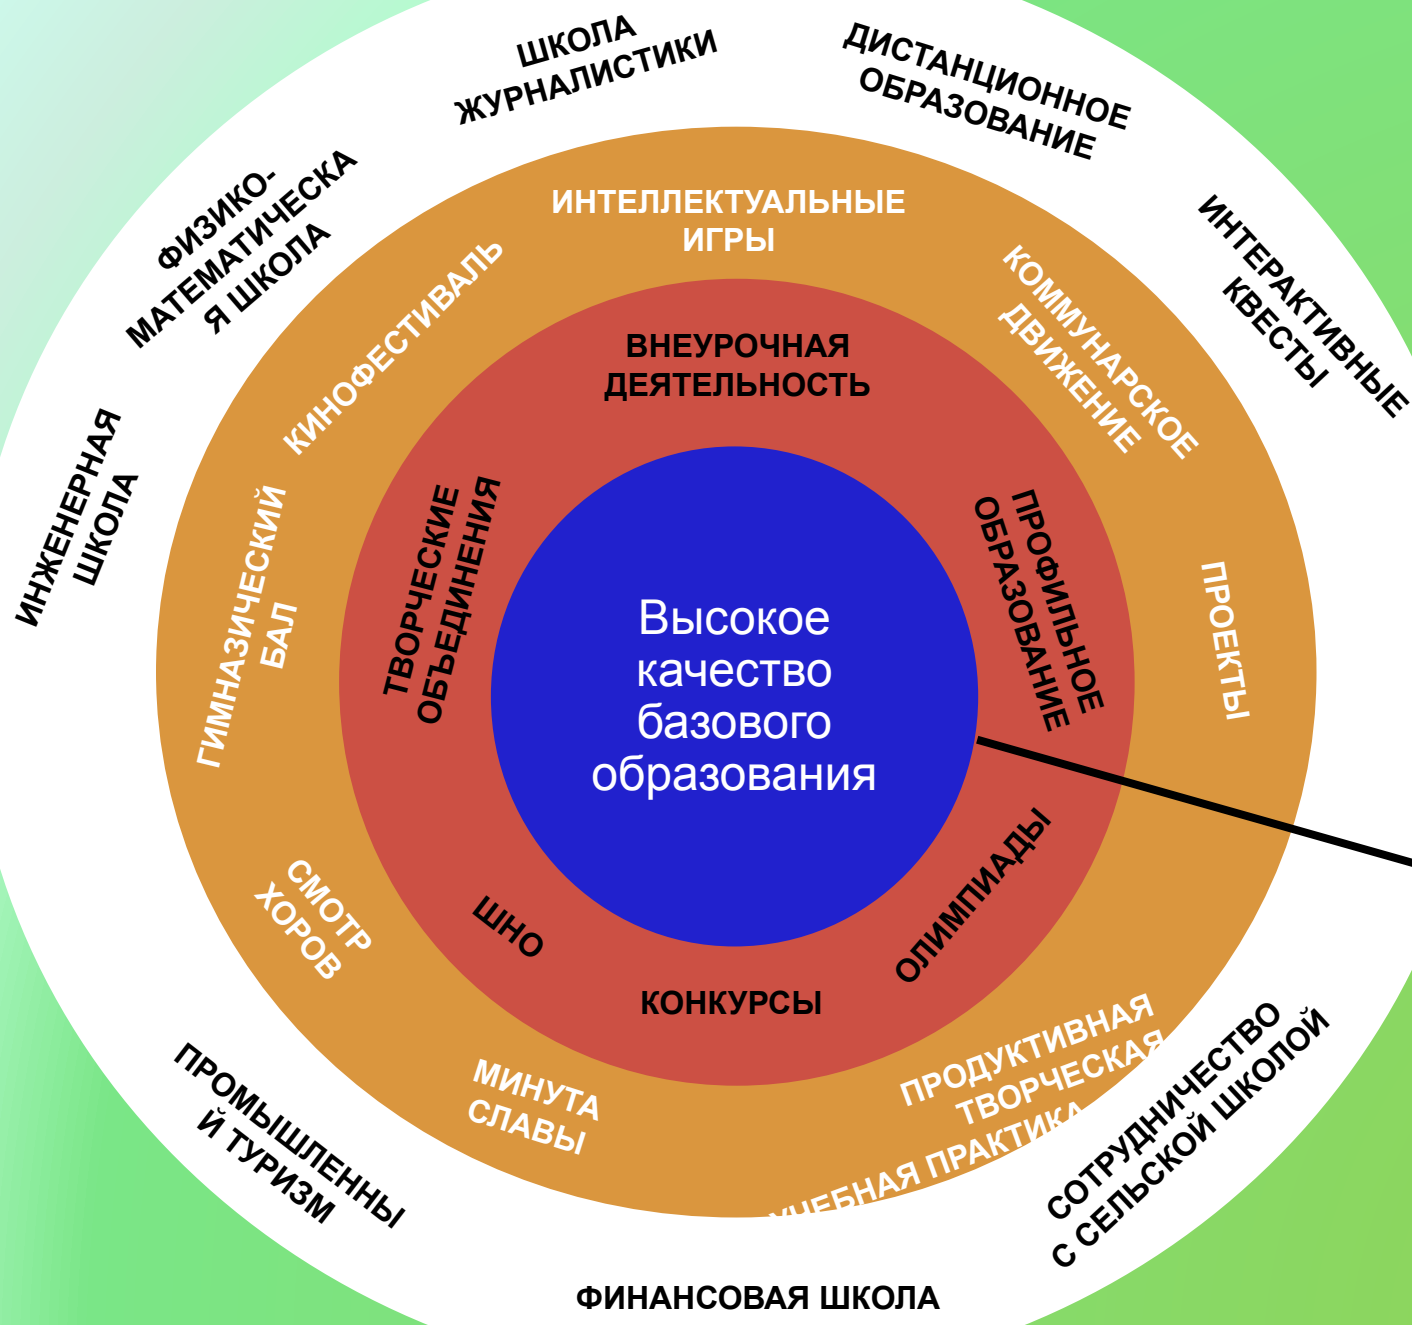 ШКОЛА
ЖУРНАЛИСТИКИ
ДИСТАНЦИОННОЕ
ОБРАЗОВАНИЕ
ФИЗИКО-
МАТЕМАТИЧЕСКА
Я ШКОЛА
ИНТЕРАКТИВНЫЕ
КВЕСТЫ
ИНЖЕНЕРНАЯ
ШКОЛА
ИНТЕЛЛЕКТУАЛЬНЫЕ
ИГРЫ
КИНОФЕСТИВАЛЬ
КОММУНАРСКОЕ
ДВИЖЕНИЕ
ГИМНАЗИЧЕСКИЙ
БАЛ
ПРОЕКТЫ
ВНЕУРОЧНАЯ
ДЕЯТЕЛЬНОСТЬ
ТВОРЧЕСКИЕ
ОБЪЕДИНЕНИЯ
ПРОФИЛЬНОЕ
ОБРАЗОВАНИЕ
Высокое
качество
базового
образования
ШНО
КОНКУРСЫ
ОЛИМПИАДЫ
СМОТР
ХОРОВ
МИНУТА
СЛАВЫ
ПРОДУКТИВНАЯ
ТВОРЧЕСКАЯ
УЧЕБНАЯ ПРАКТИКА
ПРОМЫШЛЕННЫ
Й ТУРИЗМ
СОТРУДНИЧЕСТВО
С СЕЛЬСКОЙ ШКОЛОЙ
ФИНАНСОВАЯ ШКОЛА